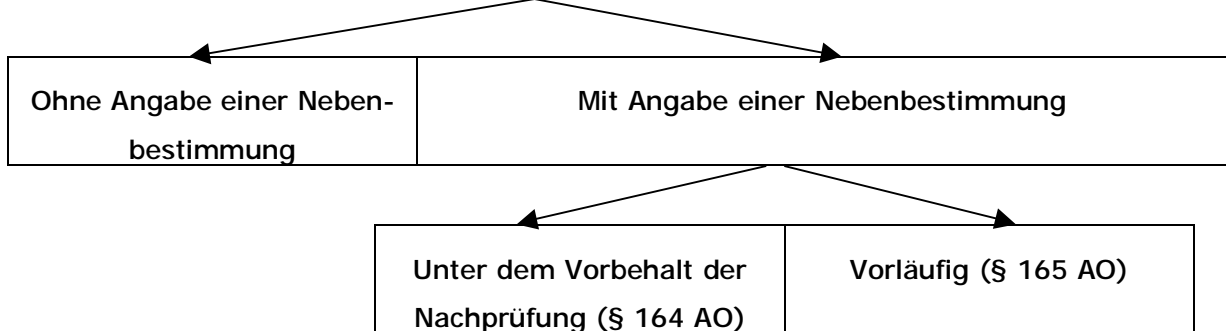 Ohne Angabe einer Neben-
bestimmung
Mit Angabe einer Nebenbestimmung
Unter dem Vorbehalt der
Nachprüfung (§ 164 AO)
Vorläufig (§ 165 AO)